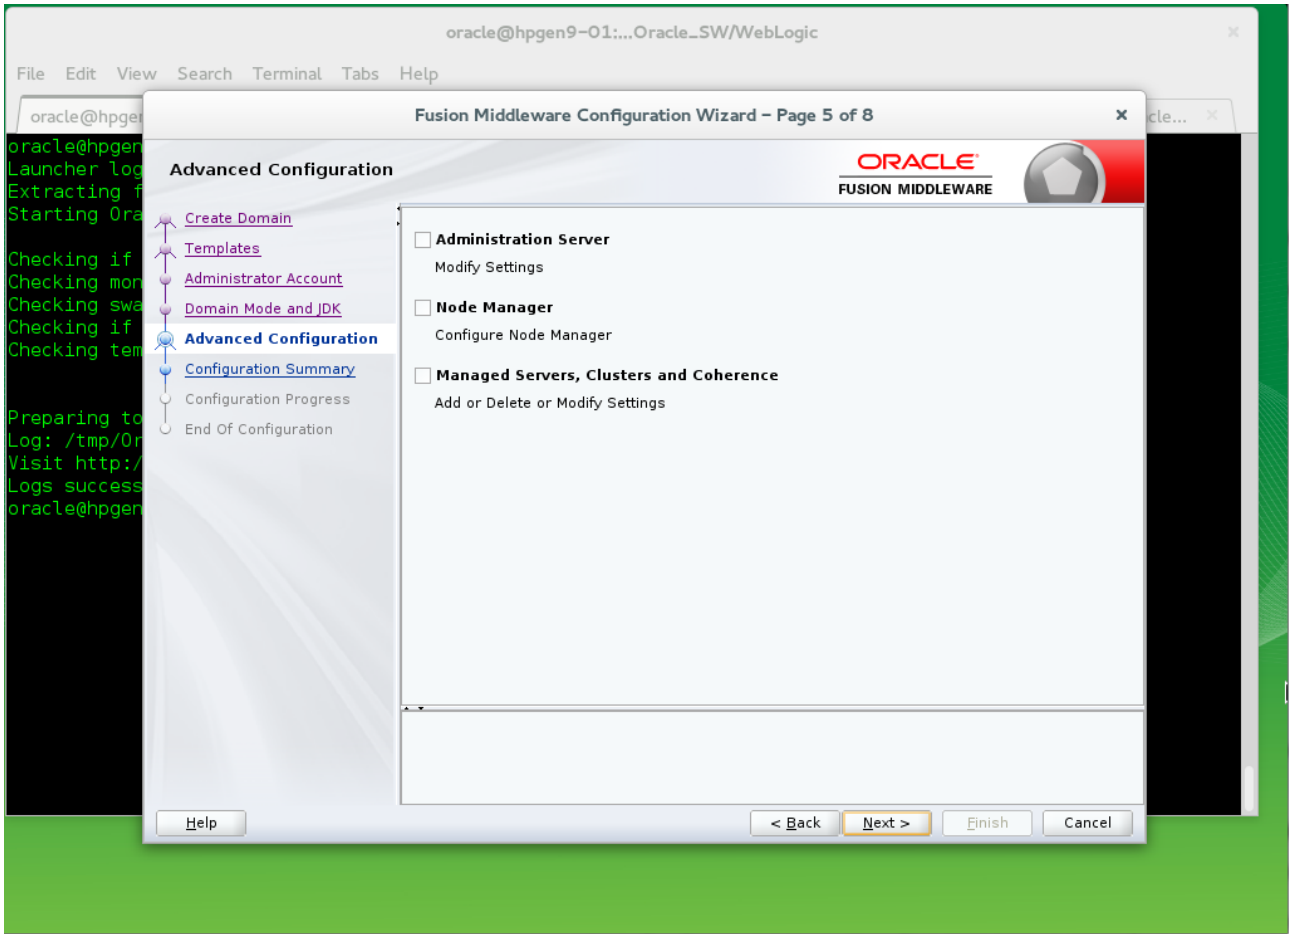 oracle@hpgen9-01:...Oracle_SW/WebLogic
File Edit View Search Terminal Tabs Help
oracle@hpgen
cle...
Fusion Middleware Configuration Wizard - Page 5 of 8
oracle@hpgen
Launcher log
Extracting f
Starting Ora
Checking if
Checking mon
Checking swa
Checking if
Checking tem
Preparing to
Log: /tmp/Or
Visit http:/
Logs success
oracle@hpgen
Advanced Configuration
ORACLE
FUSION MIDDLEWARE
Create Domain
Templates
Administrator Account
Domain Mode and JDK
Advanced Configuration
Configuration Summary
Configuration Progress
End Of Configuration
Administration Server
Modify Settings
Node Manager
Configure Node Manager
Managed Servers, Clusters and Coherence
Add or Delete or Modify Settings
Help
< Back
Next >
Finish
Cancel